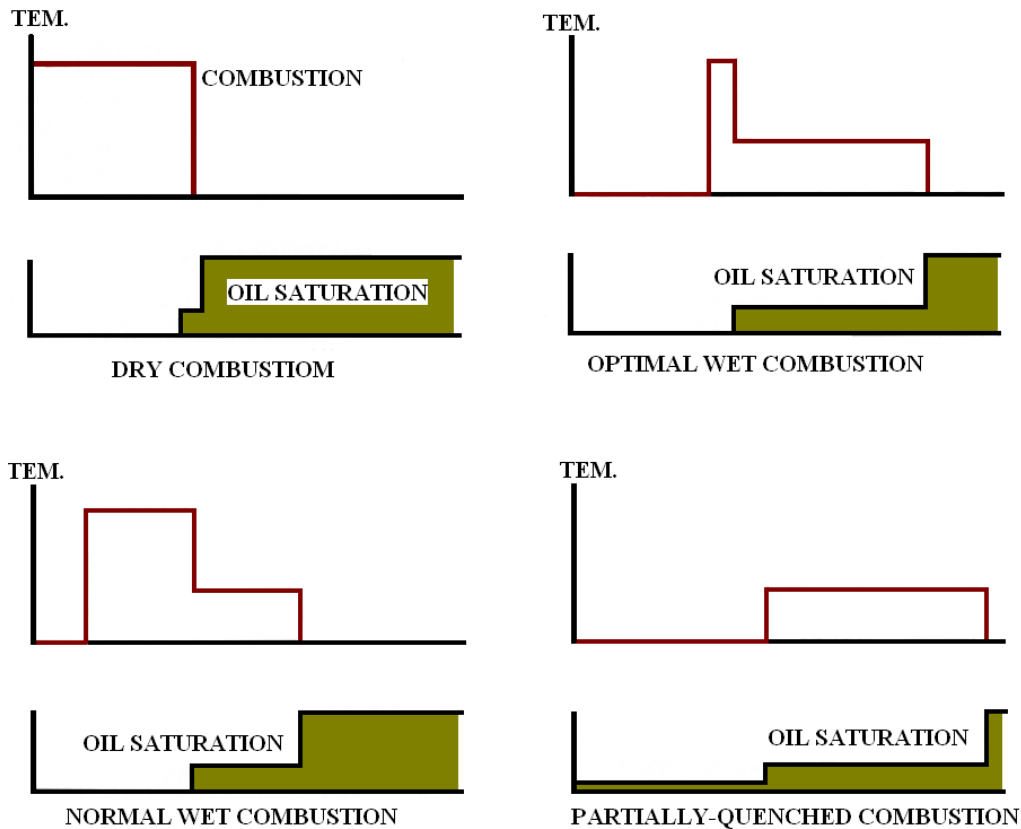 TEM.
COMBUSTION
OIL SATURATION
DRY COMBUSTIOM
TEM.
OIL SATURATION
OPTIMAL WET COMBUSTION
TEM.
OIL SATURATION
NORMAL WET COMBUSTION
TEM.
OIL SATURATION
PARTIALLY-QUENCHED COMBUSTION